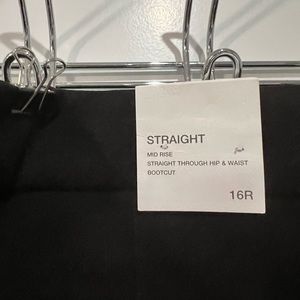 STRAIGHT
MID RISE
STRAIGHT THROUGH HIP & WAIST
BOOTCUT
16R